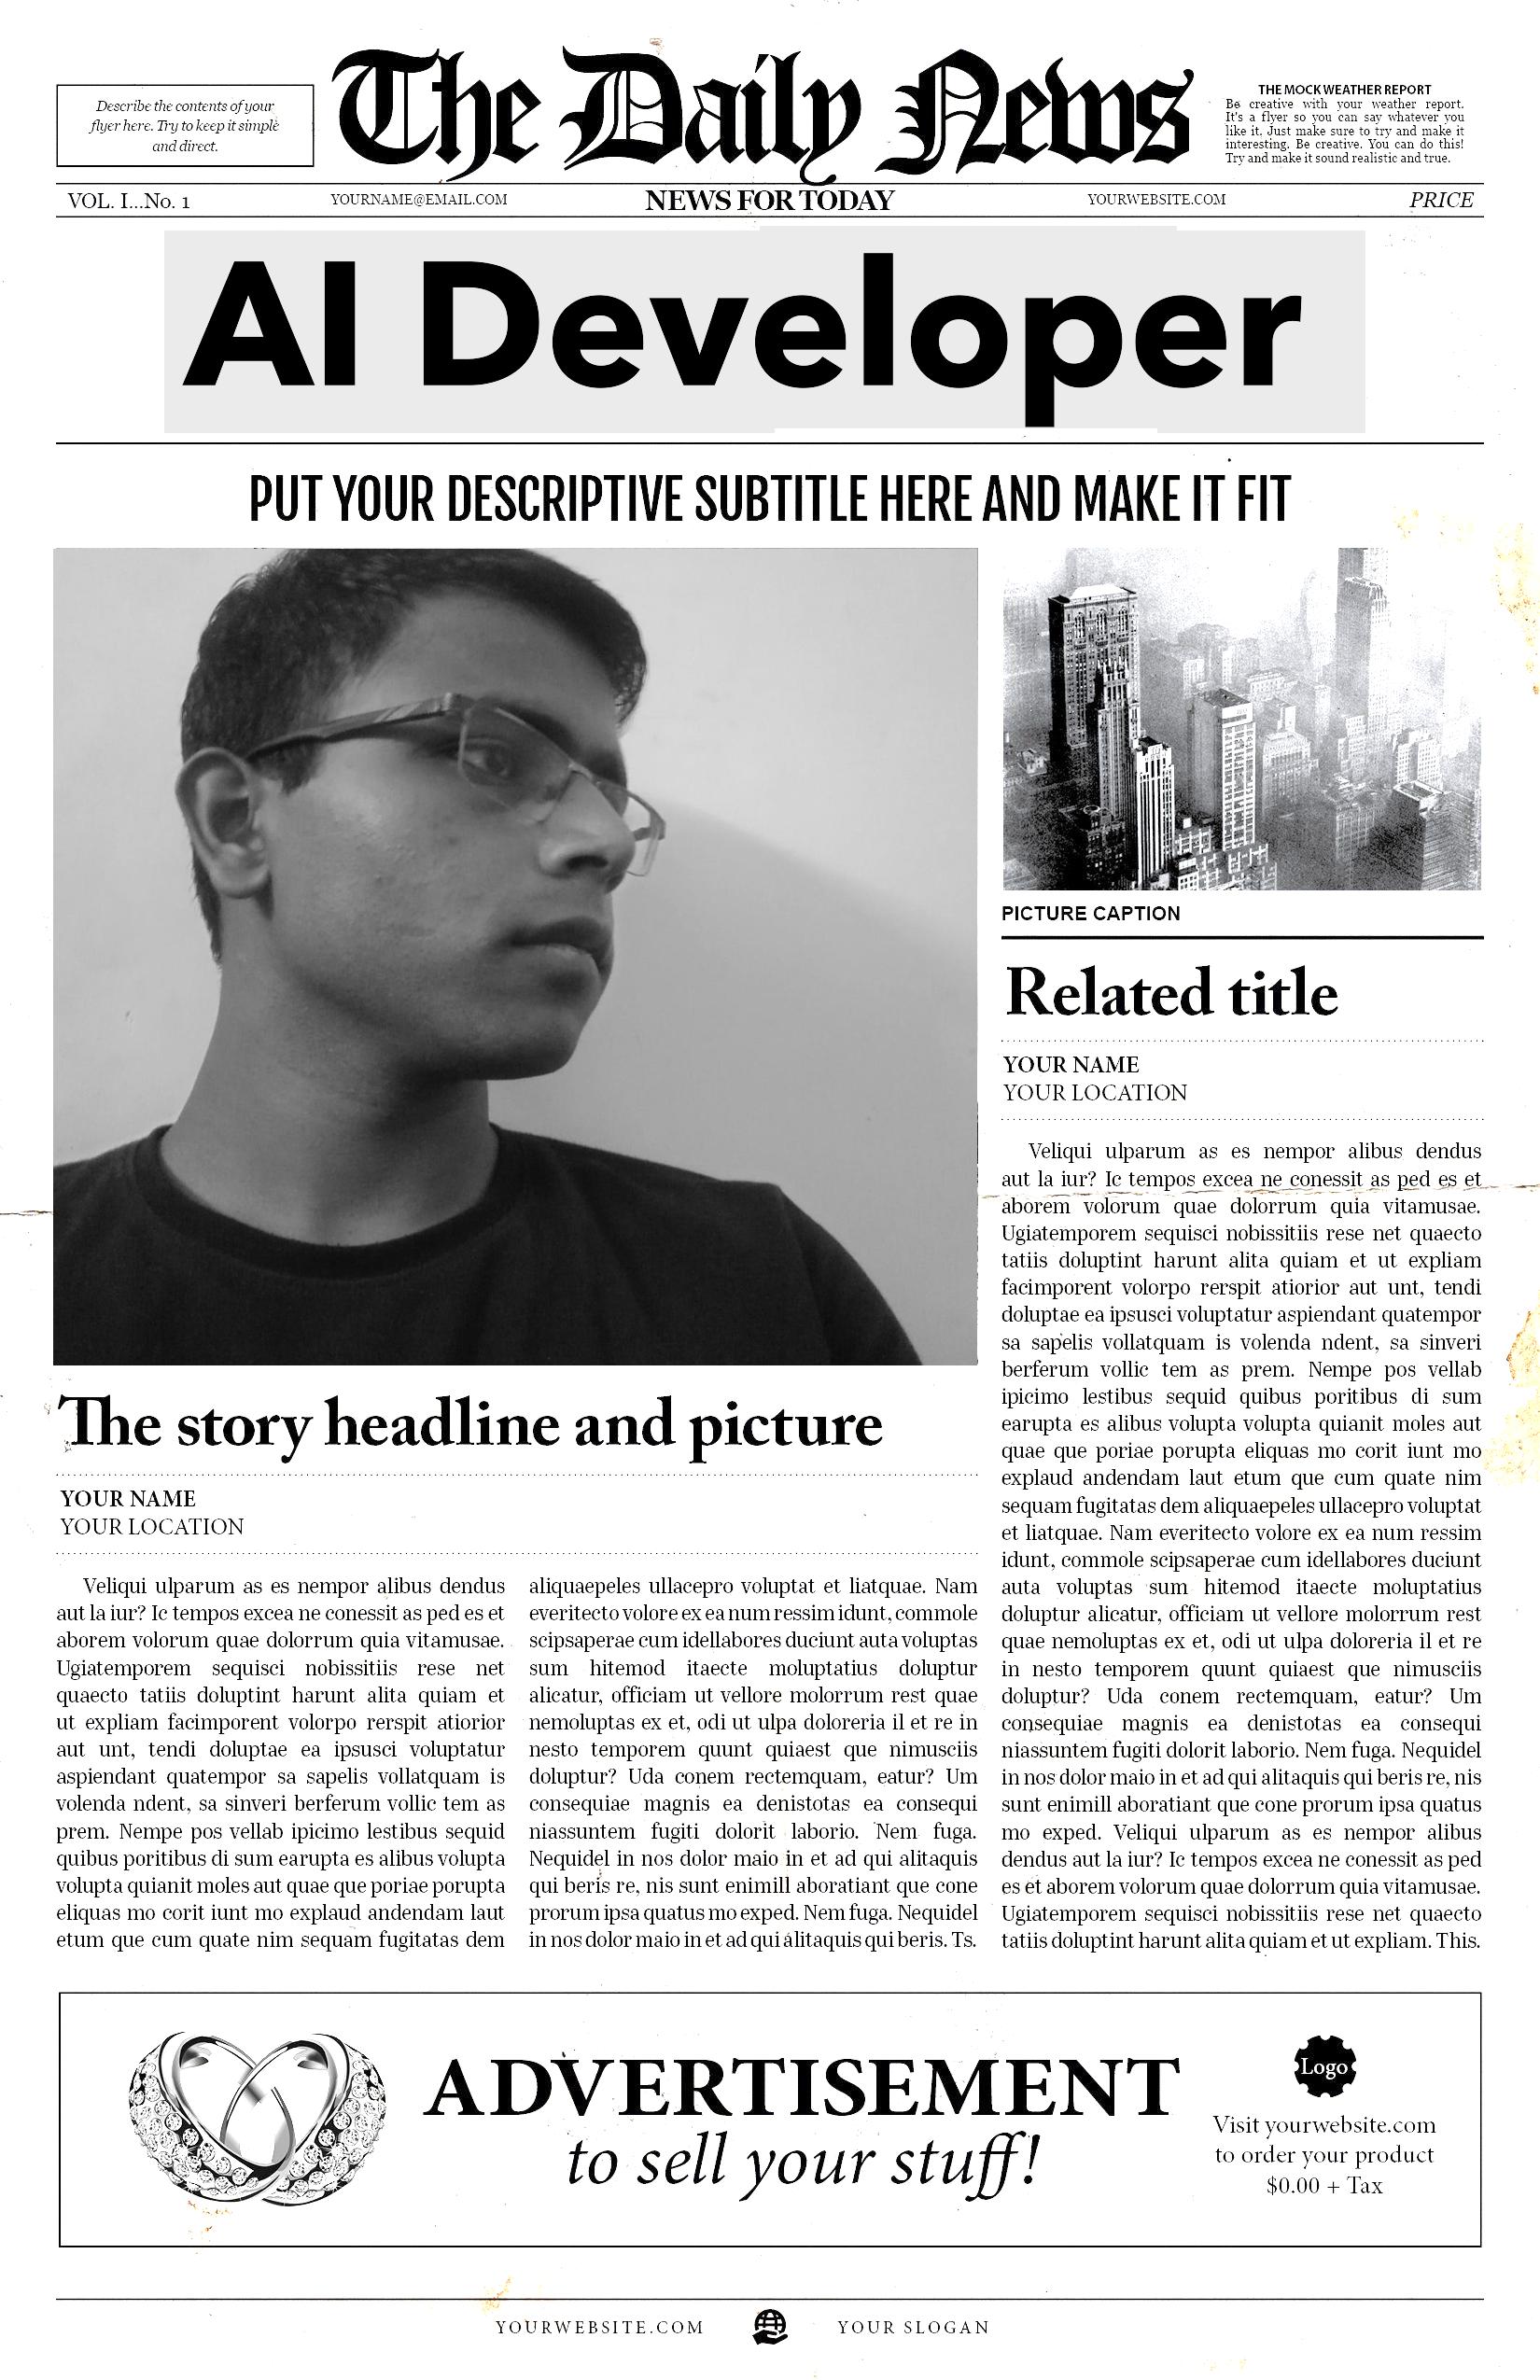 Describe the contents of your
flyer here. Try to keep it simple
and direct.
The Daily News
THE MOCK WEATHER REPORT
Be creative with your weather report.
It's a flyer so you can say whatever you
like it. Just make sure to try and make it
interesting. Be creative. You can do this!
Try and make it sound realistic and true.
VOL. I...No. 1 YOURNAME@EMAIL.COM NEWS FOR TODAY YOURWEBSITE.COM PRICE
AI Developer
PUT YOUR DESCRIPTIVE SUBTITLE HERE AND MAKE IT FIT
The story headline and picture
YOUR NAME
YOUR LOCATION
Veliqui ulparum as es nempor alibus dendus
aut la iur? Ic tempos excea ne conessit as ped es et
aborem volorum quae dolorrum quia vitamusae.
Ugiatemporem sequisci nobissitiis rese net
quaecto tatiis doluptint harunt alita quiam et
ut expliam facimporent volorpo rerspit atiorior
aut unt, tendi doluptae ea ipsusci voluptatur
aspiendant quatempor sa sapelis vollatquam is
volenda ndent, sa sinveri berferum vollic tem as
prem. Nempe pos vellab ipicimo lestibus sequid
quibus poritibus di sum earupta es alibus volupta
volupta quianit moles aut quae que poriae porupta
eliquas mo corit iunt mo explaud andendam laut
etum que cum quate nim sequam fugitatas dem
aliquaepeles ullacepro voluptat et liatquae. Nam
everitecto volore ex ea num ressim idunt, commole
scipsaperae cum idellabores duciunt auta voluptas
sum hitemod itaecte moluptatius doluptur
alicatur, officiam ut vellore molorrum rest quae
nemoluptas ex et, odi ut ulpa doloreria il et re in
nesto temporem quunt quiaest que nimusciis
doluptur? Uda conem rectemquam, eatur? Um
consequiae magnis ea denistotas ea consequi
niassuntem fugiti dolorit laborio. Nem fuga.
Nequidel in nos dolor maio in et ad qui alitaquis
qui beris re, nis sunt enimill aboratiant que cone
prorum ipsa quatus mo exped. Nem fuga. Nequidel
in nos dolor maio in et ad qui alitaquis qui beris. Ts.
PICTURE CAPTION
Related title
YOUR NAME
YOUR LOCATION
Veliqui ulparum as es nempor alibus dendus
aut la iur? Ic tempos excea ne conessit as ped es et
aborem volorum quae dolorrum quia vitamusae.
Ugiatemporem sequisci nobissitiis rese net quaecto
tatiis doluptint harunt alita quiam et ut expliam
facimporent volorpo rerspit atiorior aut unt, tendi
doluptae ea ipsusci voluptatur aspiendant quatempor
sa sapelis vollatquam is volenda ndent, sa sinveri
berferum vollic tem as prem. Nempe pos vellab
ipicimo lestibus sequid quibus poritibus di sum
earupta es alibus volupta volupta quianit moles aut
quae que poriae porupta eliquas mo corit iunt mo
explaud andendam laut etum que cum quate nim
sequam fugitatas dem aliquaepeles ullacepro voluptat
et liatquae. Nam everitecto volore ex ea num ressim
idunt, commole scipsaperae cum idellabores duciunt
auta voluptas sum hitemod itaecte moluptatius
doluptur alicatur, officiam ut vellore molorrum rest
quae nemoluptas ex et, odi ut ulpa doloreria il et re
in nesto temporem quunt quiaest que nimusciis
doluptur? Uda conem rectemquam, eatur? Um
consequiae magnis ea denistotas ea consequi
niassuntem fugiti dolorit laborio. Nem fuga. Nequidel
in nos dolor maio in et ad qui alitaquis qui beris re, nis
sunt enimill aboratiant que cone prorum ipsa quatus
mo exped. Veliqui ulparum as es nempor alibus
dendus aut la iur? Ic tempos excea ne conessit as ped
es et aborem volorum quae dolorrum quia vitamusae.
Ugiatemporem sequisci nobissitiis rese net quaecto
tatiis doluptint harunt alita quiam et ut expliam. This.
ADVERTISEMENT
to sell your stuff!
Logo
Visit yourwebsite.com
to order your product
$0.00 + Tax
YOURWEBSITE.COM YOUR SLOGAN